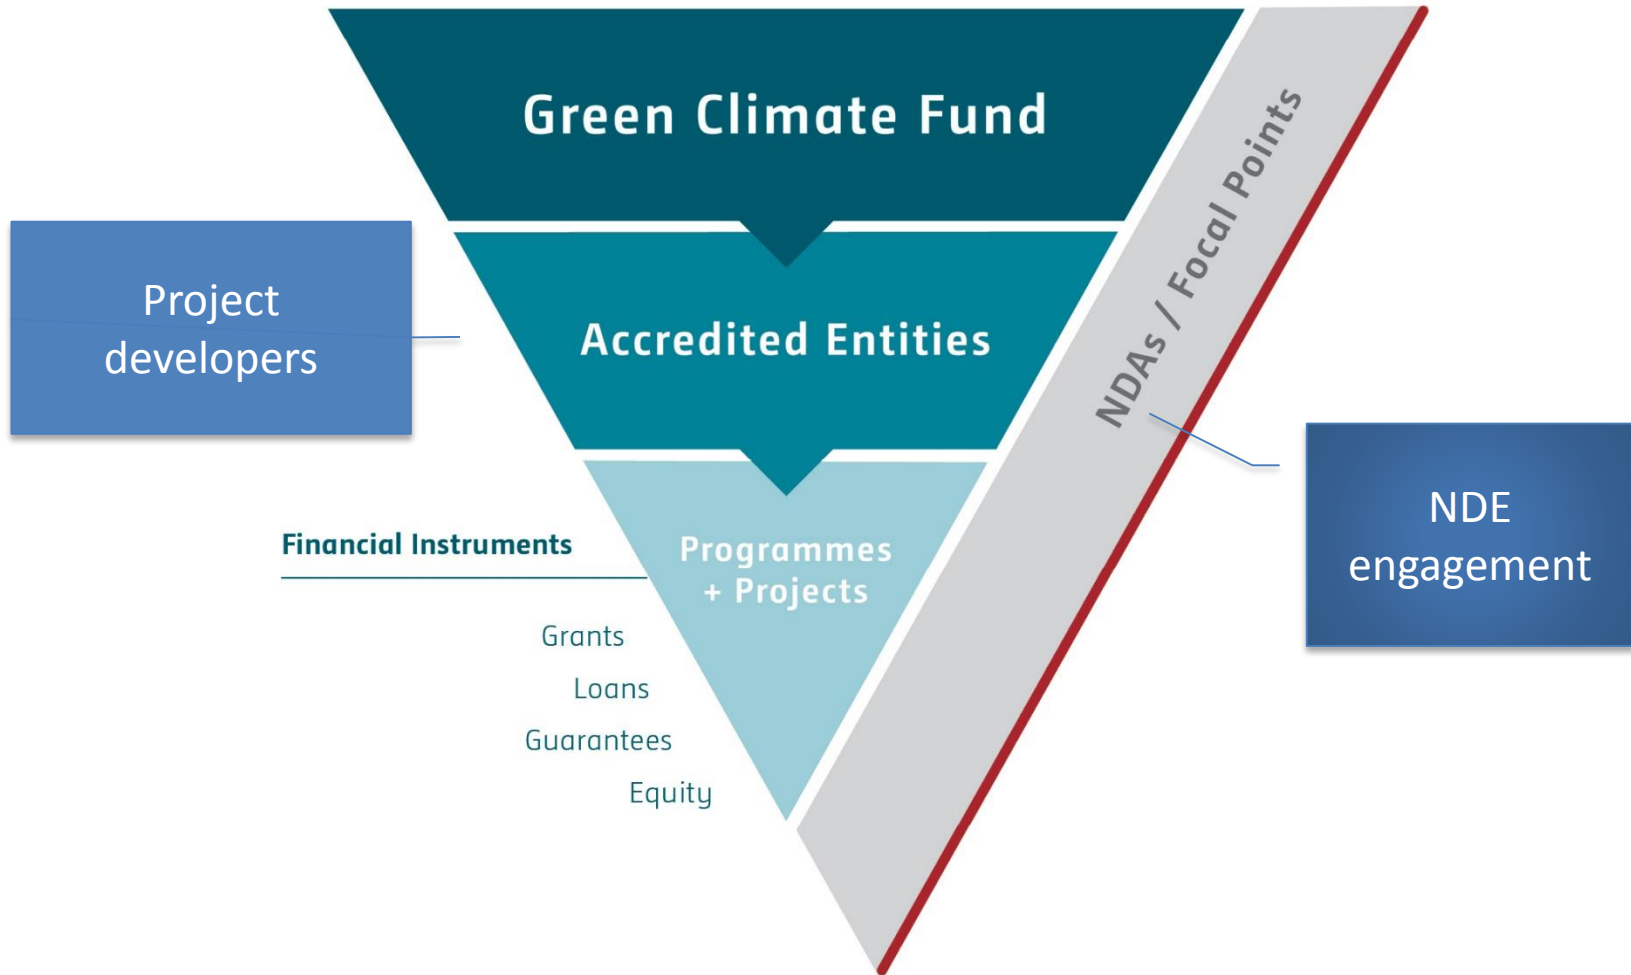 Green Climate Fund
NDAs / Focal Points
Project
developers
Accredited Entities
NDE
engagement
Financial Instruments
Programmes
+ Projects
Grants
Loans
Guarantees
Equity